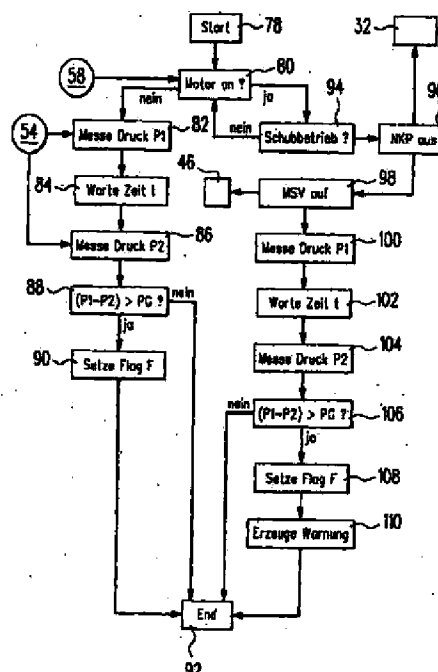 Start
78
32
58
Motor an ?
80
94
96
nein
ja
54
Messe Druck P1
82
nein
Schubbetrieb ?
NKP aus
84
Warte Zeit t
46
MSV auf
98
Messe Druck P2
86
Messe Druck P1
100
88
(P1-P2) > PG ?
nein
Warte Zeit t
102
ja
90
Setze Flag F
Messe Druck P2
104
nein
(P1-P2) > PG ?
106
ja
Setze Flag F
108
Erzeuge Warnung
110
End
92